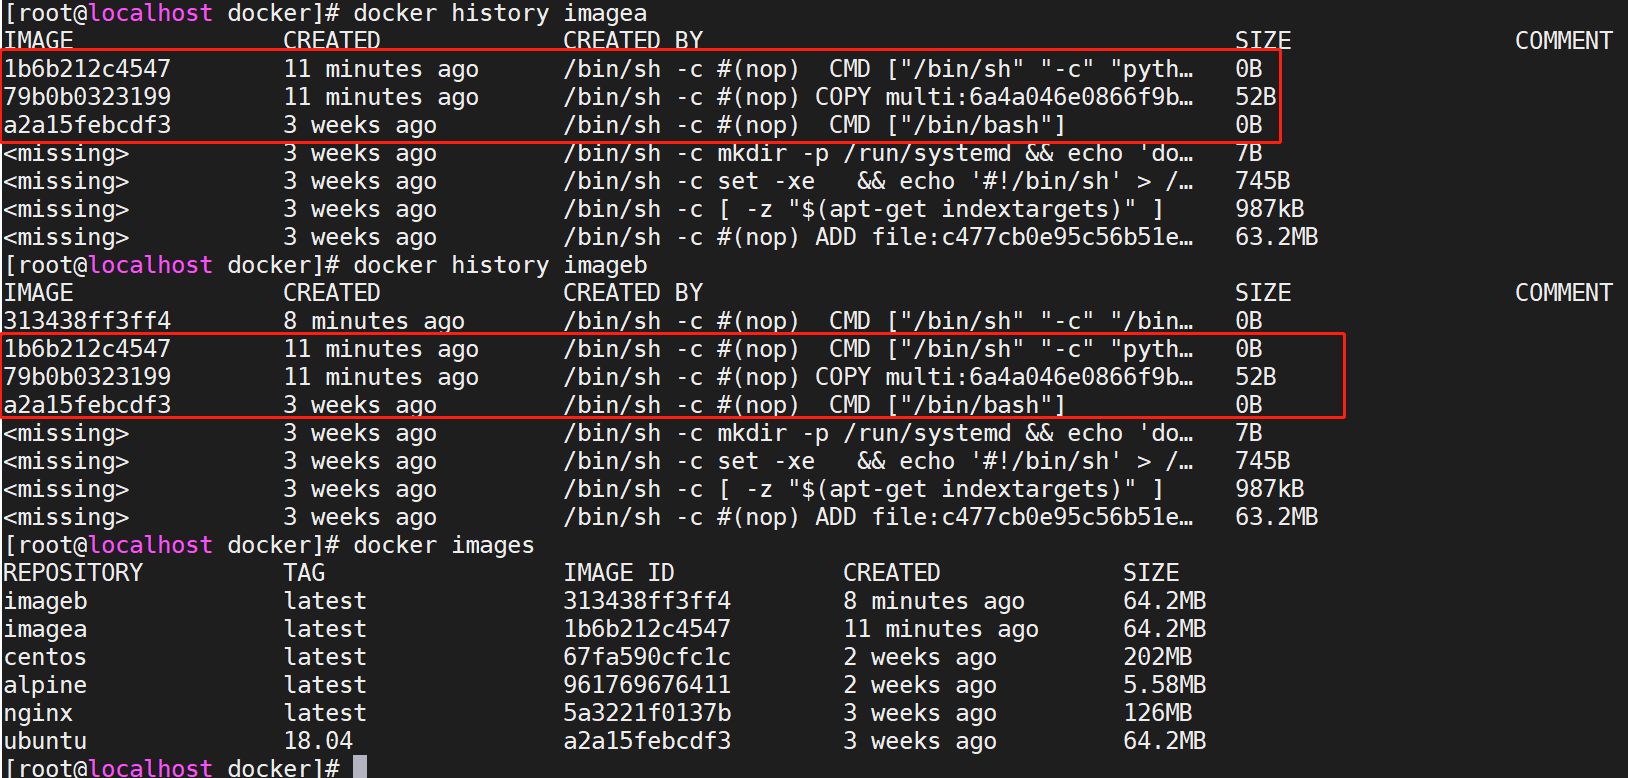 [root@localhost docker]# docker history imagea
IMAGE CREATED CREATED BY SIZE COMMENT
1b6b212c4547 11 minutes ago /bin/sh -c #(nop) CMD ["/bin/sh" "-c" "pyth… 0B
79b0b0323199 11 minutes ago /bin/sh -c #(nop) COPY multi:6a4a046e0866f9b… 52B
a2a15febcdf3 3 weeks ago /bin/sh -c #(nop) CMD ["/bin/bash"] 0B
<missing> 3 weeks ago /bin/sh -c mkdir -p /run/systemd && echo 'do… 7B
<missing> 3 weeks ago /bin/sh -c set -xe && echo '#!/bin/sh' > /… 745B
<missing> 3 weeks ago /bin/sh -c [ -z "$(apt-get indextargets)" ] 987kB
<missing> 3 weeks ago /bin/sh -c #(nop) ADD file:c477cb0e95c56b51e… 63.2MB
[root@localhost docker]# docker history imageb
IMAGE CREATED CREATED BY SIZE COMMENT
313438ff3ff4 8 minutes ago /bin/sh -c #(nop) CMD ["/bin/sh" "-c" "/bin… 0B
1b6b212c4547 11 minutes ago /bin/sh -c #(nop) CMD ["/bin/sh" "-c" "pyth… 0B
79b0b0323199 11 minutes ago /bin/sh -c #(nop) COPY multi:6a4a046e0866f9b… 52B
a2a15febcdf3 3 weeks ago /bin/sh -c #(nop) CMD ["/bin/bash"] 0B
<missing> 3 weeks ago /bin/sh -c mkdir -p /run/systemd && echo 'do… 7B
<missing> 3 weeks ago /bin/sh -c set -xe && echo '#!/bin/sh' > /… 745B
<missing> 3 weeks ago /bin/sh -c [ -z "$(apt-get indextargets)" ] 987kB
<missing> 3 weeks ago /bin/sh -c #(nop) ADD file:c477cb0e95c56b51e… 63.2MB
[root@localhost docker]# docker images
REPOSITORY TAG IMAGE ID CREATED SIZE
imageb latest 313438ff3ff4 8 minutes ago 64.2MB
imagea latest 1b6b212c4547 11 minutes ago 64.2MB
centos latest 67fa590cfc1c 2 weeks ago 202MB
alpine latest 961769676411 2 weeks ago 5.58MB
nginx latest 5a3221f0137b 3 weeks ago 126MB
ubuntu 18.04 a2a15febcdf3 3 weeks ago 64.2MB
[root@localhost docker]#